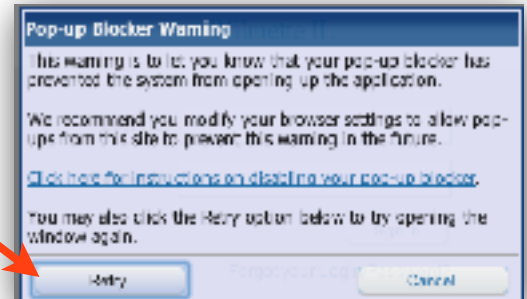 Pop-up Blocker Warning
This warning is to let you know that your pop-up blocker has
prevented the system from opening up the application.
We recommend you modify your browser settings to allow pop-
ups from this site to prevent this warning in the future.
Click here for instructions on disabling your pop-up blocker.
You may also click the Retry option below to try opening the
window again.
Retry
Cancel